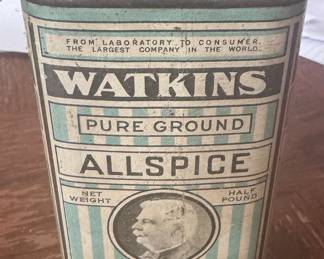 FROM LABORATORY TO CONSUMER.
THE LARGEST COMPANY IN THE WORLD.
WATKINS
PURE GROUND
ALLSPICE
NET WEIGHT
HALF POUND